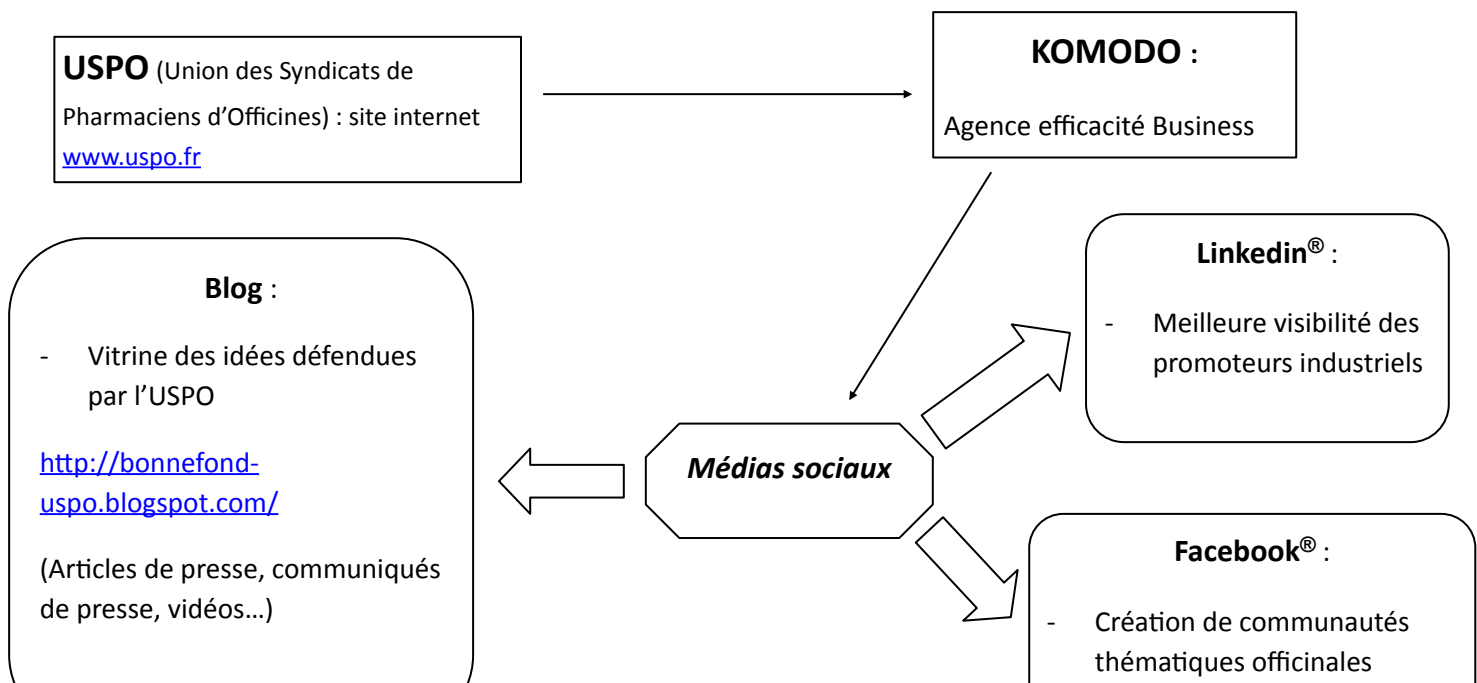 USPO (Union des Syndicats de
Pharmaciens d’Officines) : site internet
www.uspo.fr
KOMODO :
Agence efficacité Business
Blog :
- Vitrine des idées défendues
par l’USPO
http://bonnefond-
uspo.blogspot.com/
(Articles de presse, communiqués
de presse, vidéos…)
Médias sociaux
Linkedin® :
- Meilleure visibilité des
promoteurs industriels
Facebook® :
- Création de communautés
thématiques officinales